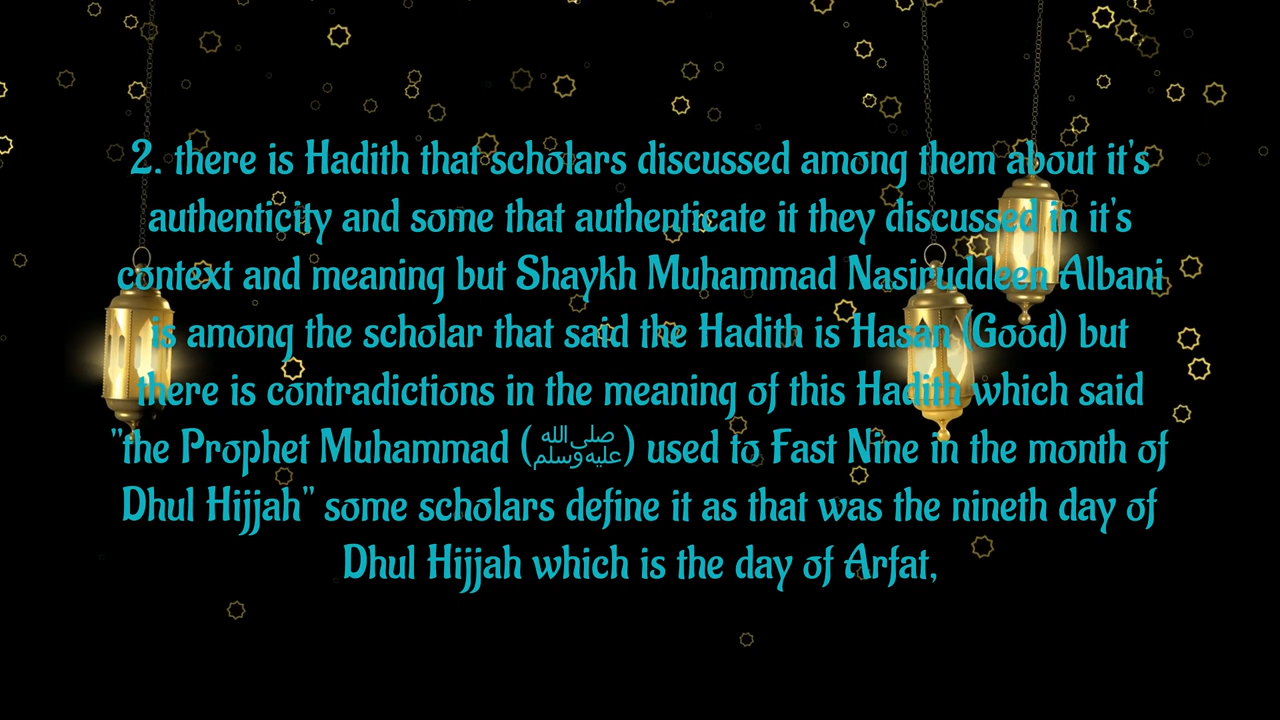 2. there is Hadith that scholars discussed among them about it's
authenticity and some that authenticate it they discussed in it's
context and meaning but Shaykh Muhammad Nasiruddeen Albani
is among the scholar that said the Hadith is Hasan (Good) but
there is contradictions in the meaning of this Hadith which said
"the Prophet Muhammad (ﷺ) used to Fast Nine in the month of
Dhul Hijjah" some scholars define it as that was the nineth day of
Dhul Hijjah which is the day of Arfat,